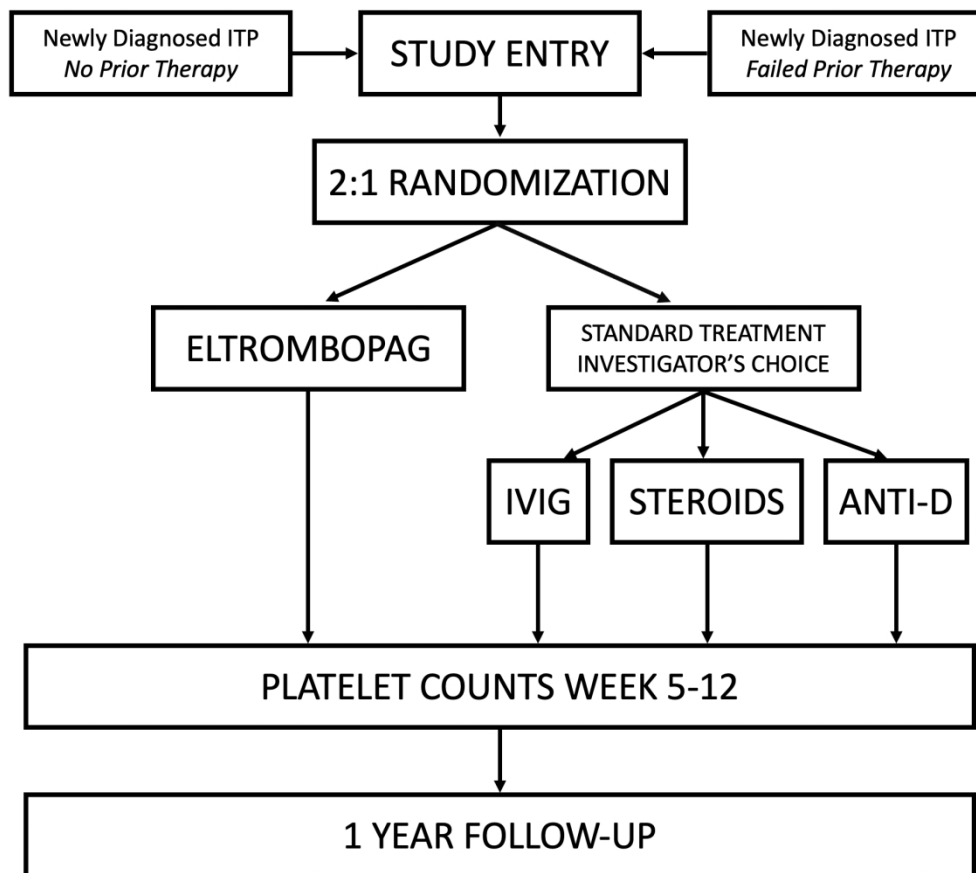 Newly Diagnosed ITP
No Prior Therapy
STUDY ENTRY
Newly Diagnosed ITP
Failed Prior Therapy
2:1 RANDOMIZATION
ELTROMBOPAG
STANDARD TREATMENT
INVESTIGATOR'S CHOICE
IVIG
STEROIDS
ANTI-D
PLATELET COUNTS WEEK 5-12
1 YEAR FOLLOW-UP